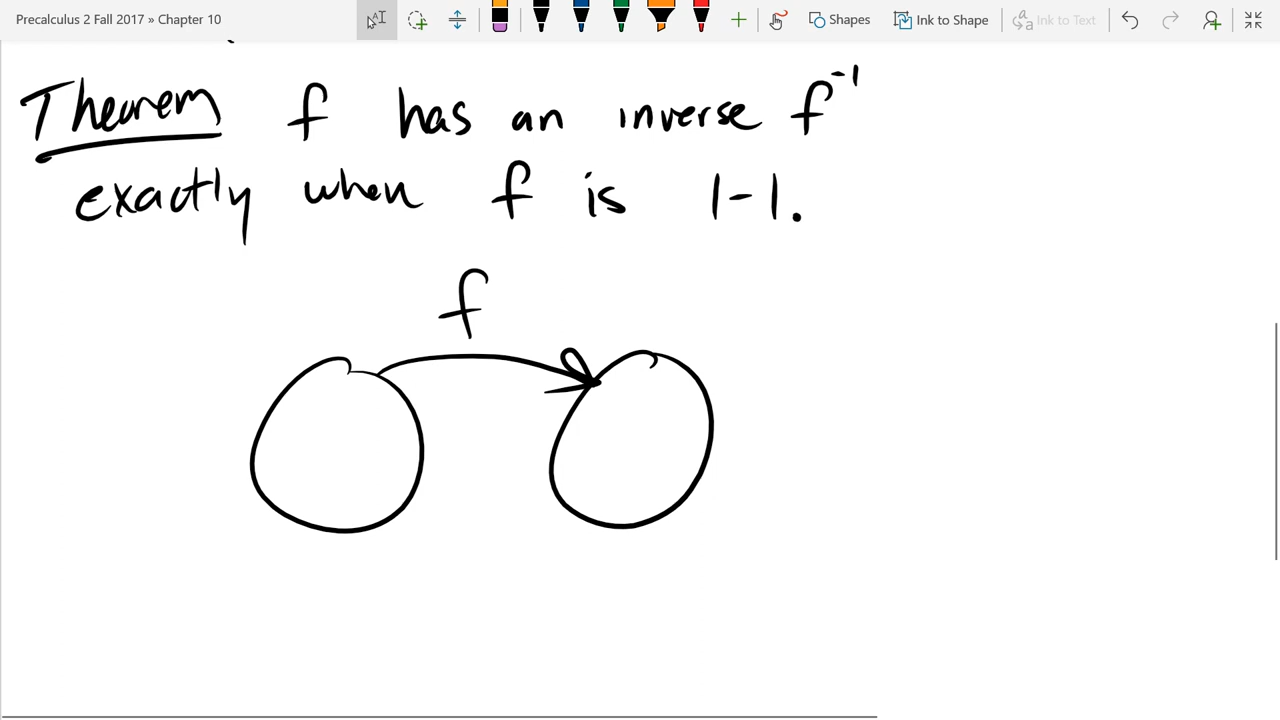 Precalculus 2 Fall 2017 » Chapter 10
Shapes
Ink to Shape
Ink to Text
Theorem f has an inverse f⁻¹
exactly when f is 1-1.
f